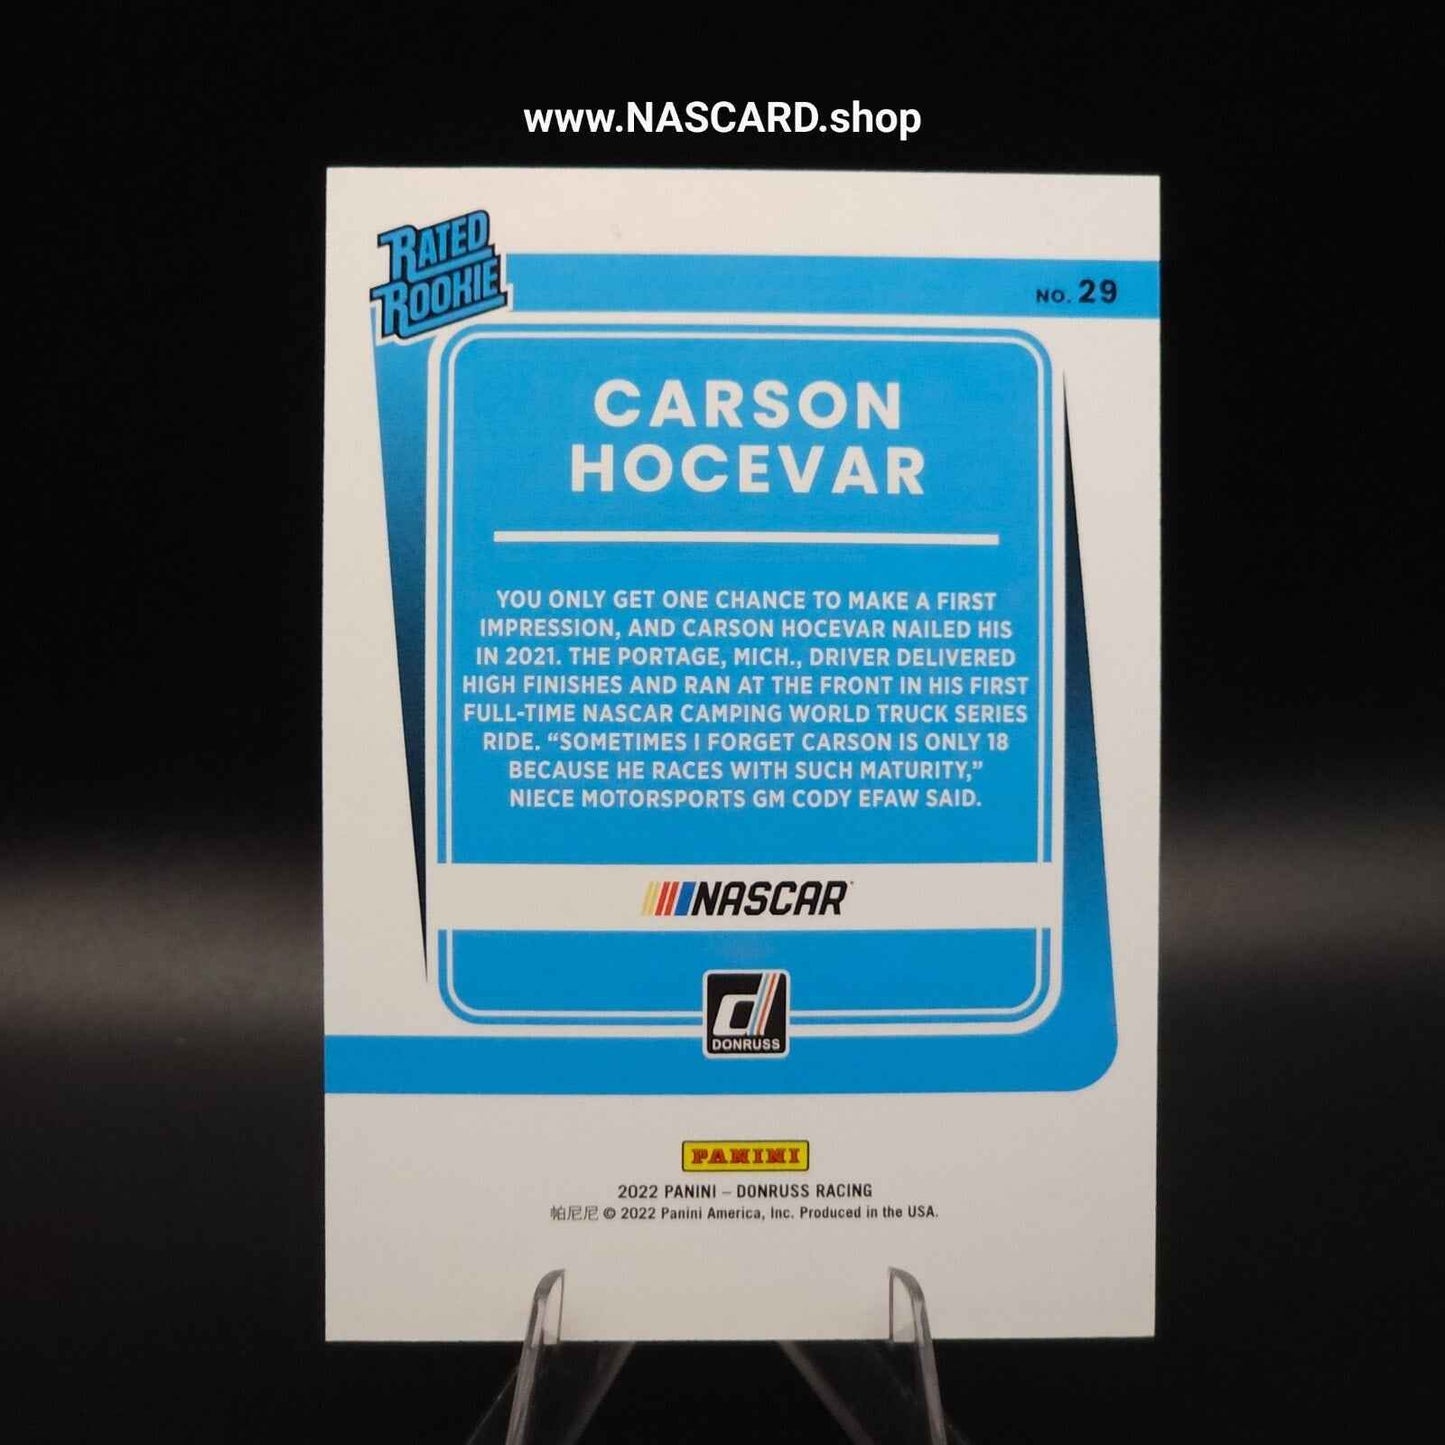 www.NASCARD.shop
RATED
ROOKIE
NO. 29
CARSON
HOCEVAR
YOU ONLY GET ONE CHANCE TO MAKE A FIRST
IMPRESSION, AND CARSON HOCEVAR NAILED HIS
IN 2021. THE PORTAGE, MICH., DRIVER DELIVERED
HIGH FINISHES AND RAN AT THE FRONT IN HIS FIRST
FULL-TIME NASCAR CAMPING WORLD TRUCK SERIES
RIDE. “SOMETIMES I FORGET CARSON IS ONLY 18
BECAUSE HE RACES WITH SUCH MATURITY,”
NIECE MOTORSPORTS GM CODY EFAW SAID.
NASCAR
d
DONRUSS
PANINI
2022 PANINI – DONRUSS RACING
帕尼尼 © 2022 Panini America, Inc. Produced in the USA.